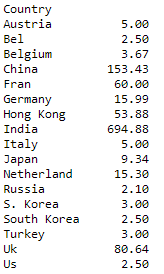 Country
Austria 5.00
Bel 2.50
Belgium 3.67
China 153.43
Fran 60.00
Germany 15.99
Hong Kong 53.88
India 694.88
Italy 5.00
Japan 9.34
Netherland 15.30
Russia 2.10
S. Korea 3.00
South Korea 2.50
Turkey 3.00
Uk 80.64
Us 2.50